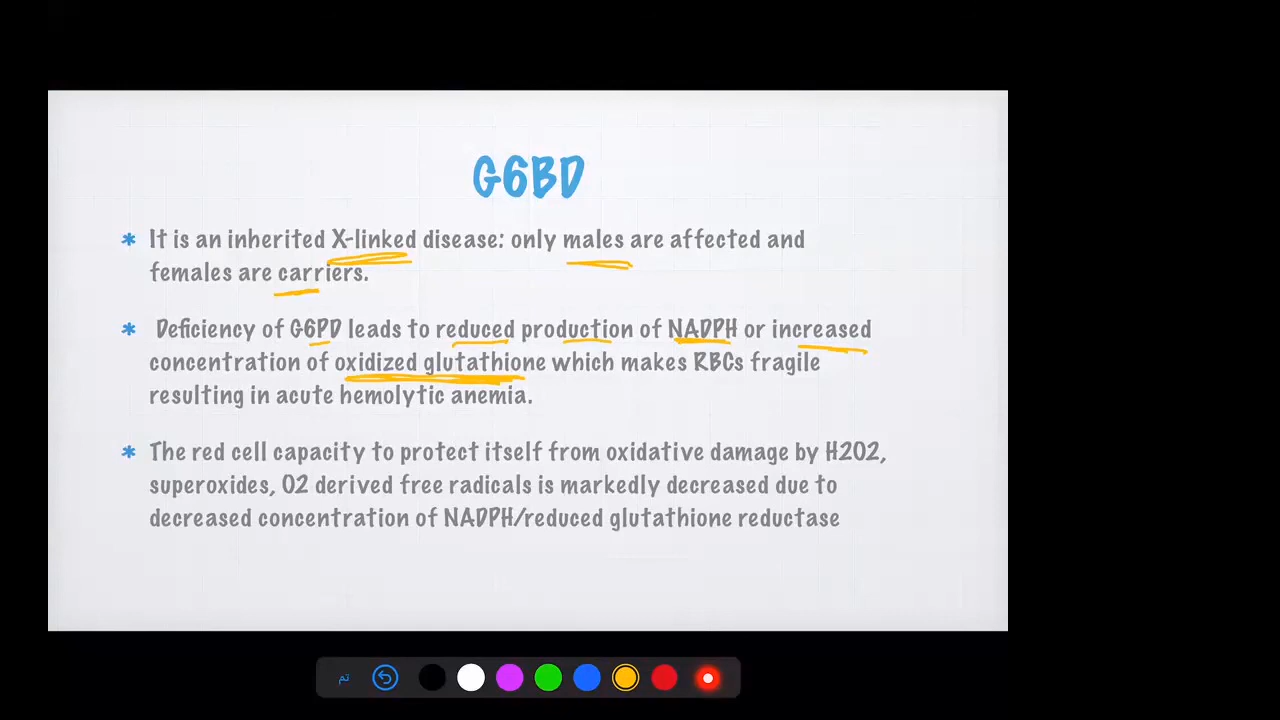 G6BD
* It is an inherited X-linked disease: only males are affected and
females are carriers.
* Deficiency of G6PD leads to reduced production of NADPH or increased
concentration of oxidized glutathione which makes RBCs fragile
resulting in acute hemolytic anemia.
* The red cell capacity to protect itself from oxidative damage by H2O2,
superoxides, O2 derived free radicals is markedly decreased due to
decreased concentration of NADPH/reduced glutathione reductase
تم